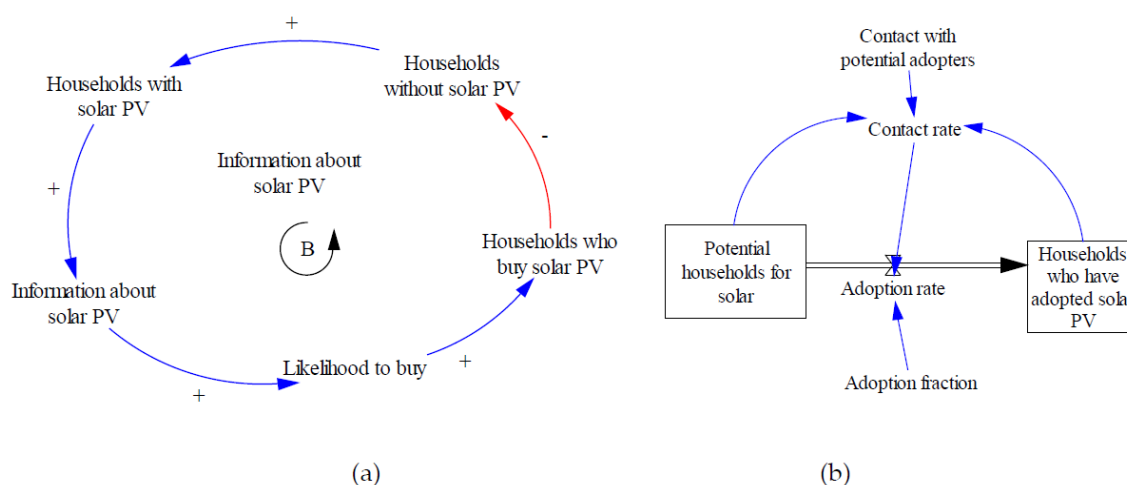 +
Households
without solar PV
Households with
solar PV
-
+
Information about
solar PV
B
Households who
buy solar PV
Information about
solar PV
Likelihood to buy
+
+
(a)
Contact with
potential adopters
Contact rate
Potential
households for
solar
Households
who have
adopted solar
PV
Adoption rate
Adoption fraction
(b)